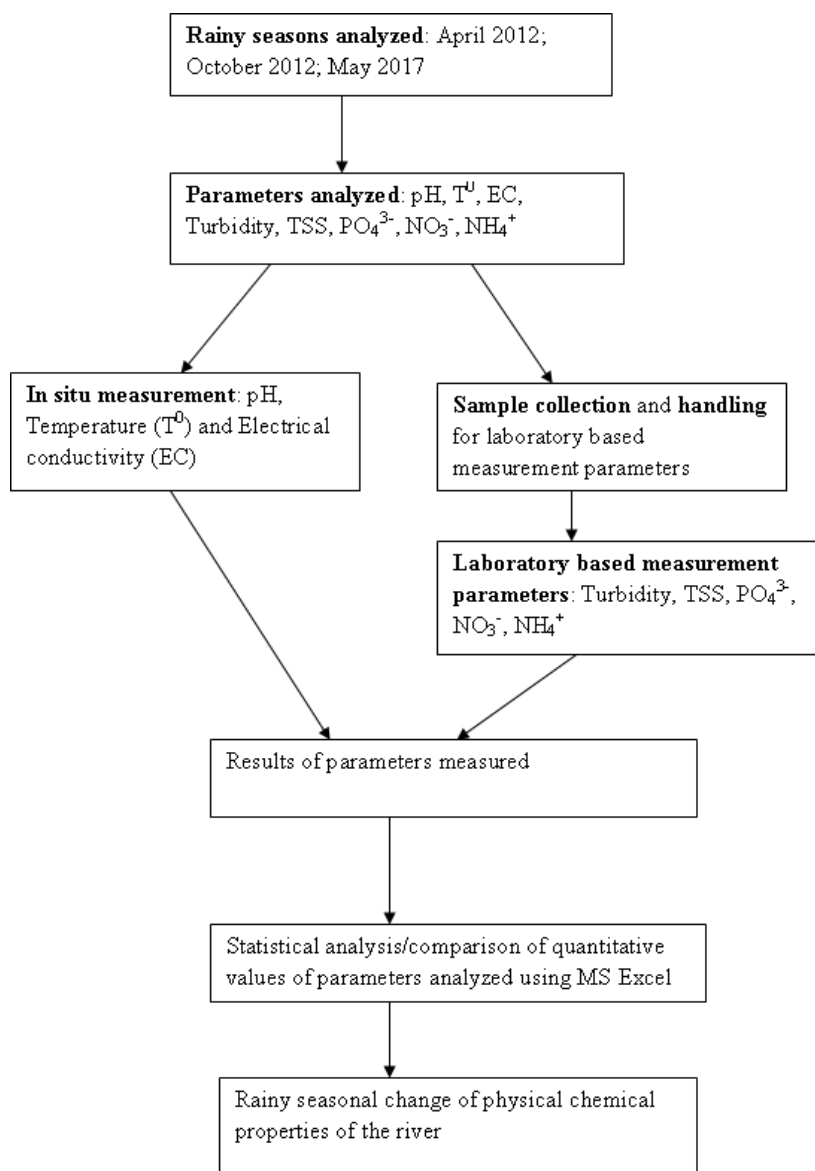 Rainy seasons analyzed: April 2012;
October 2012; May 2017
Parameters analyzed: pH, T⁰, EC,
Turbidity, TSS, PO₄³⁻, NO₃⁻, NH₄⁺
In situ measurement: pH,
Temperature (T⁰) and Electrical
conductivity (EC)
Sample collection and handling
for laboratory based
measurement parameters
Laboratory based measurement
parameters: Turbidity, TSS, PO₄³⁻,
NO₃⁻, NH₄⁺
Results of parameters measured
Statistical analysis/comparison of quantitative
values of parameters analyzed using MS Excel
Rainy seasonal change of physical chemical
properties of the river